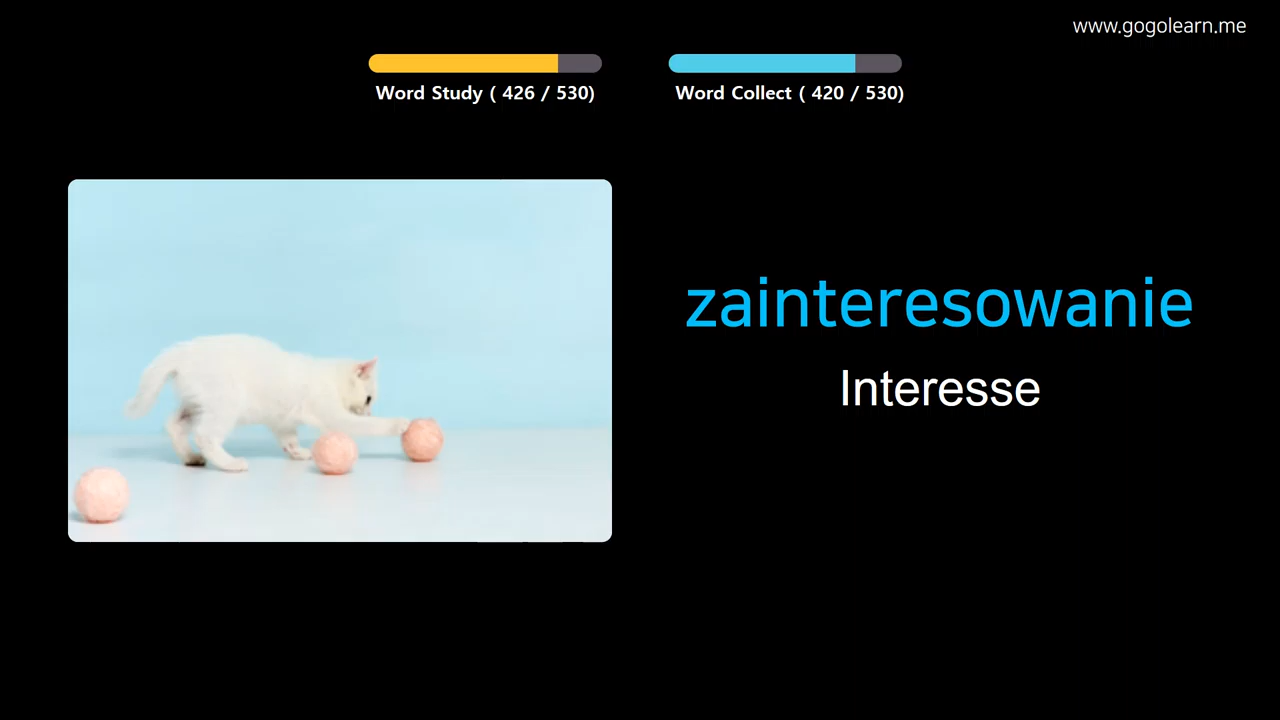 www.gogolearn.me
Word Study ( 426 / 530)
Word Collect ( 420 / 530)
zainteresowanie
Interesse